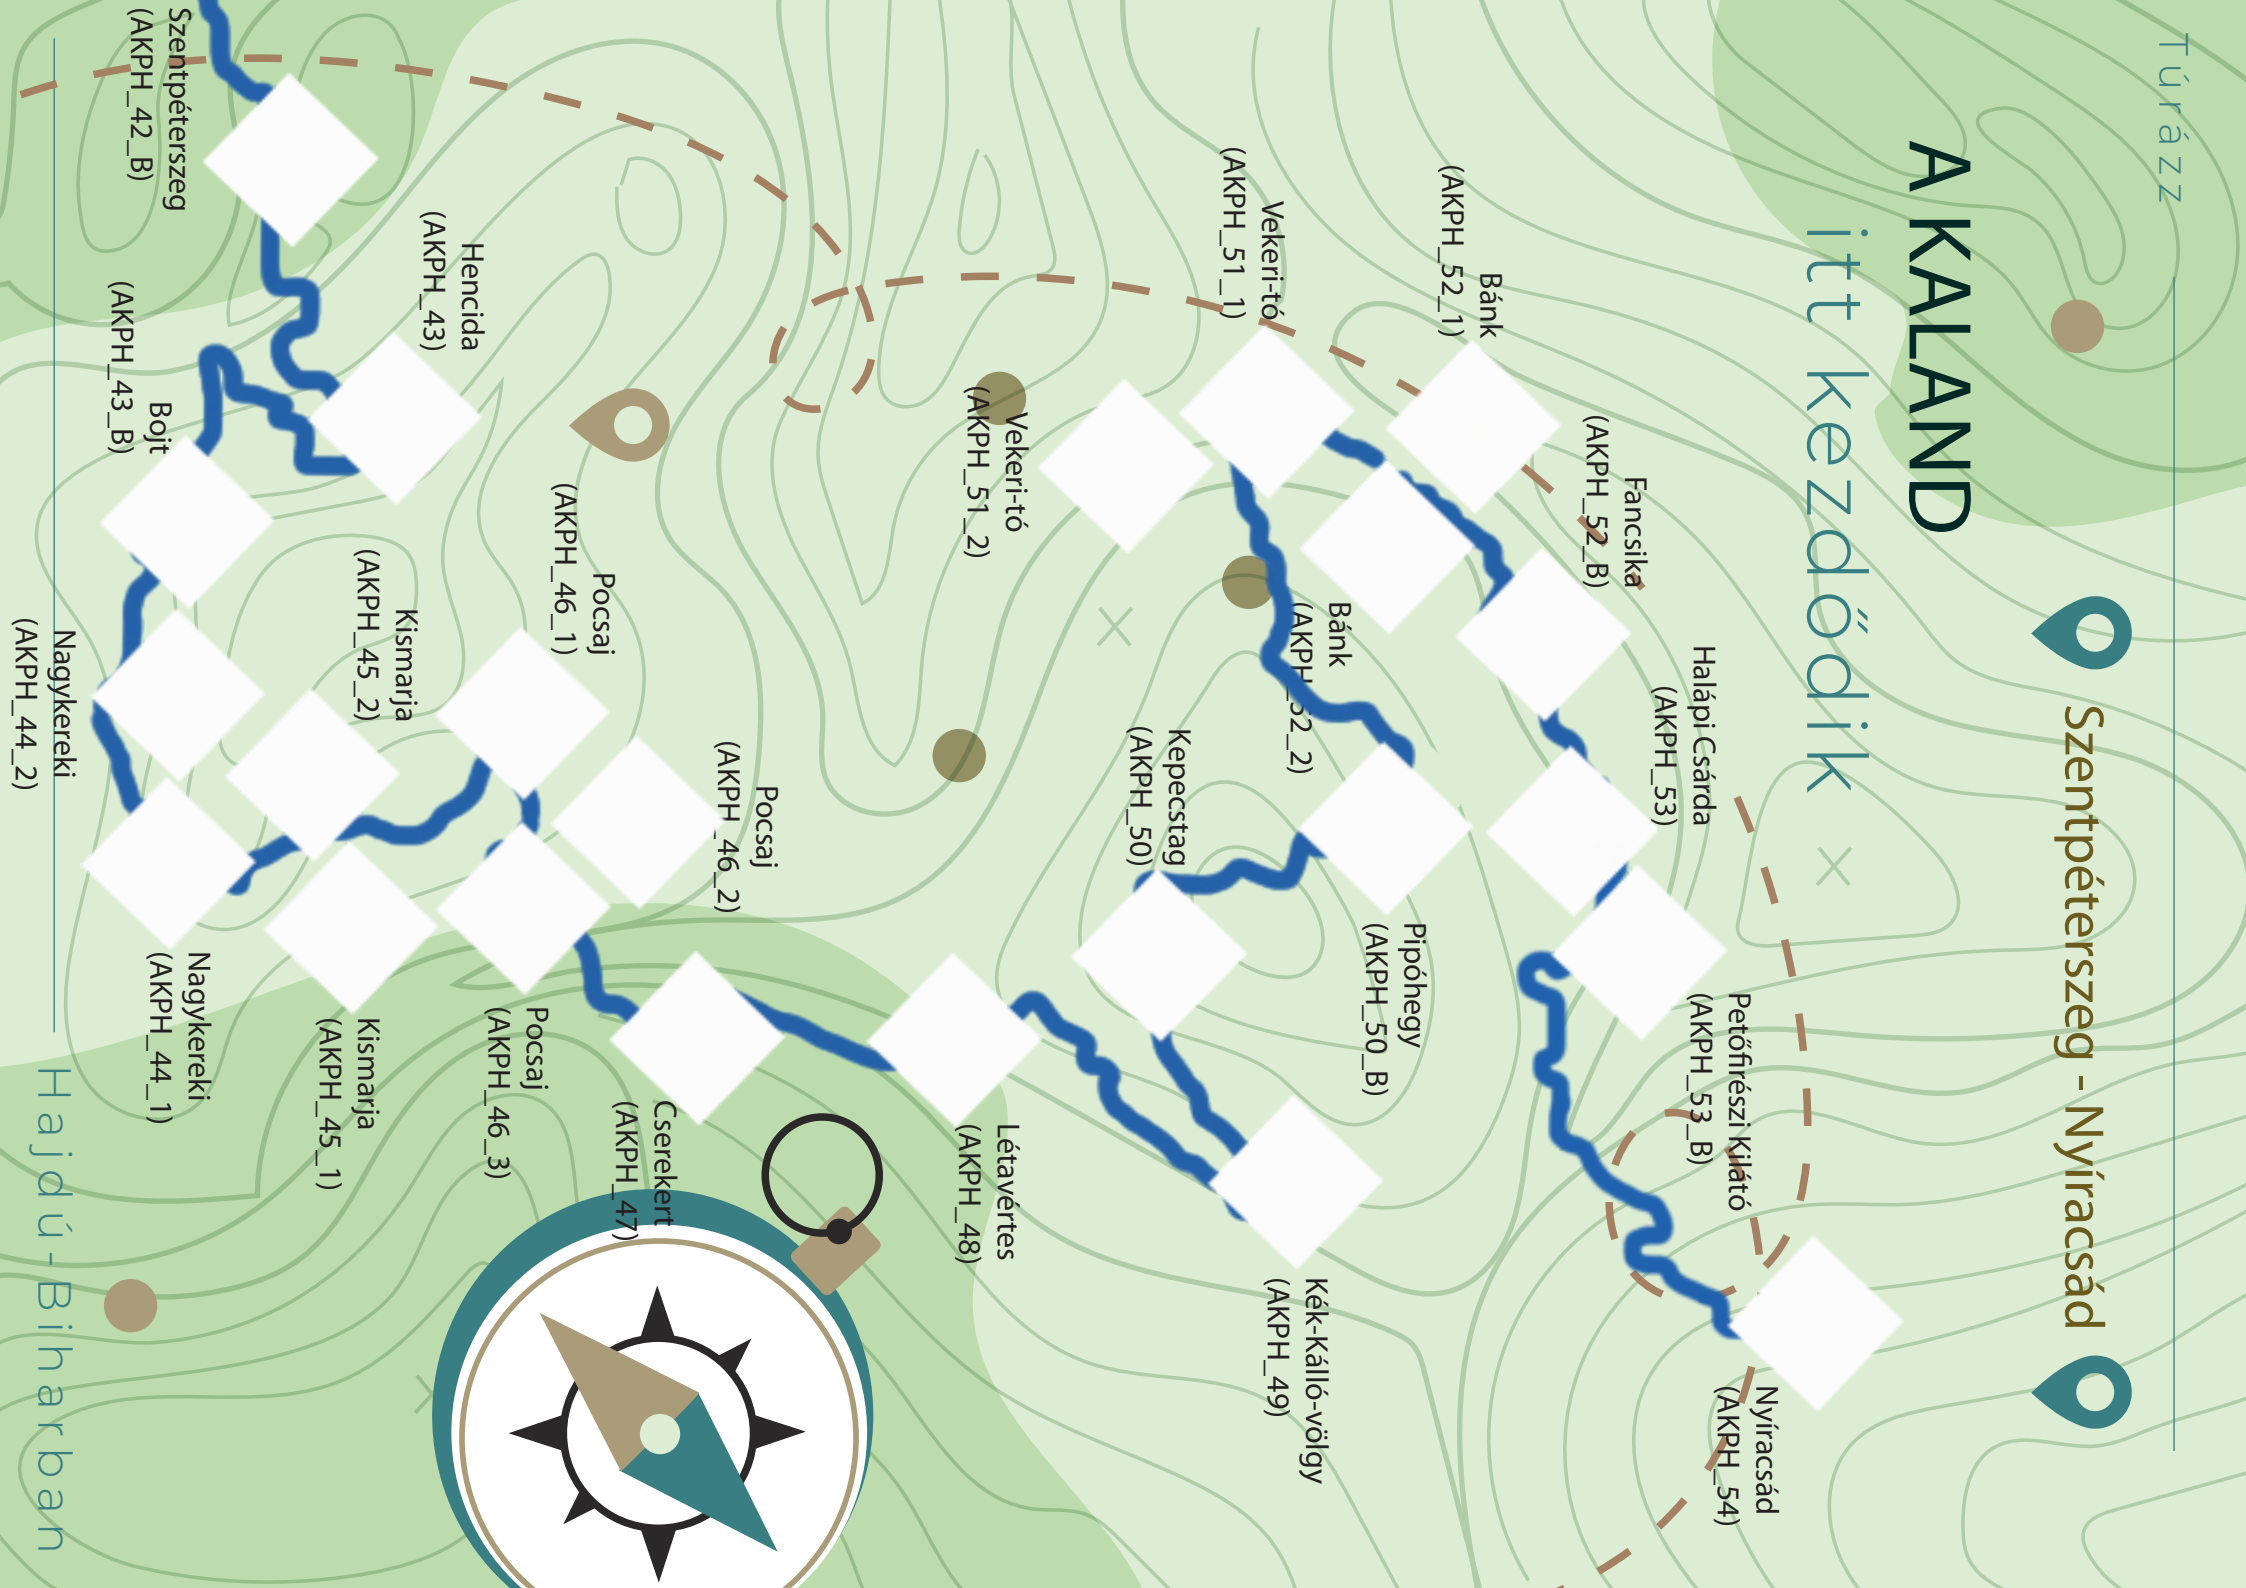 Túrázz
A KALAND
itt kezdődik
Szentpéterszeg - Nyíracsád
Szentpéterszeg
(AKPH_42_B)
Hencida
(AKPH_43)
Bojt
(AKPH_43_B)
Nagykereki
(AKPH_44_2)
Nagykereki
(AKPH_44_1)
Kismarja
(AKPH_45_2)
Kismarja
(AKPH_45_1)
Pocsaj
(AKPH_46_1)
Pocsaj
(AKPH_46_2)
Pocsaj
(AKPH_46_3)
Cserekert
(AKPH_47)
Létavértes
(AKPH_48)
Kék-Kálló-völgy
(AKPH_49)
Kepecstag
(AKPH_50)
Pipóhegy
(AKPH_50_B)
Vekeri-tó
(AKPH_51_1)
Vekeri-tó
(AKPH_51_2)
Bánk
(AKPH_52_1)
Bánk
(AKPH_52_2)
Fancsika
(AKPH_52_B)
Halápi Csárda
(AKPH_53)
Petőfirészi Kilátó
(AKPH_53_B)
Nyíracsád
(AKPH_54)
Hajdú-Biharban